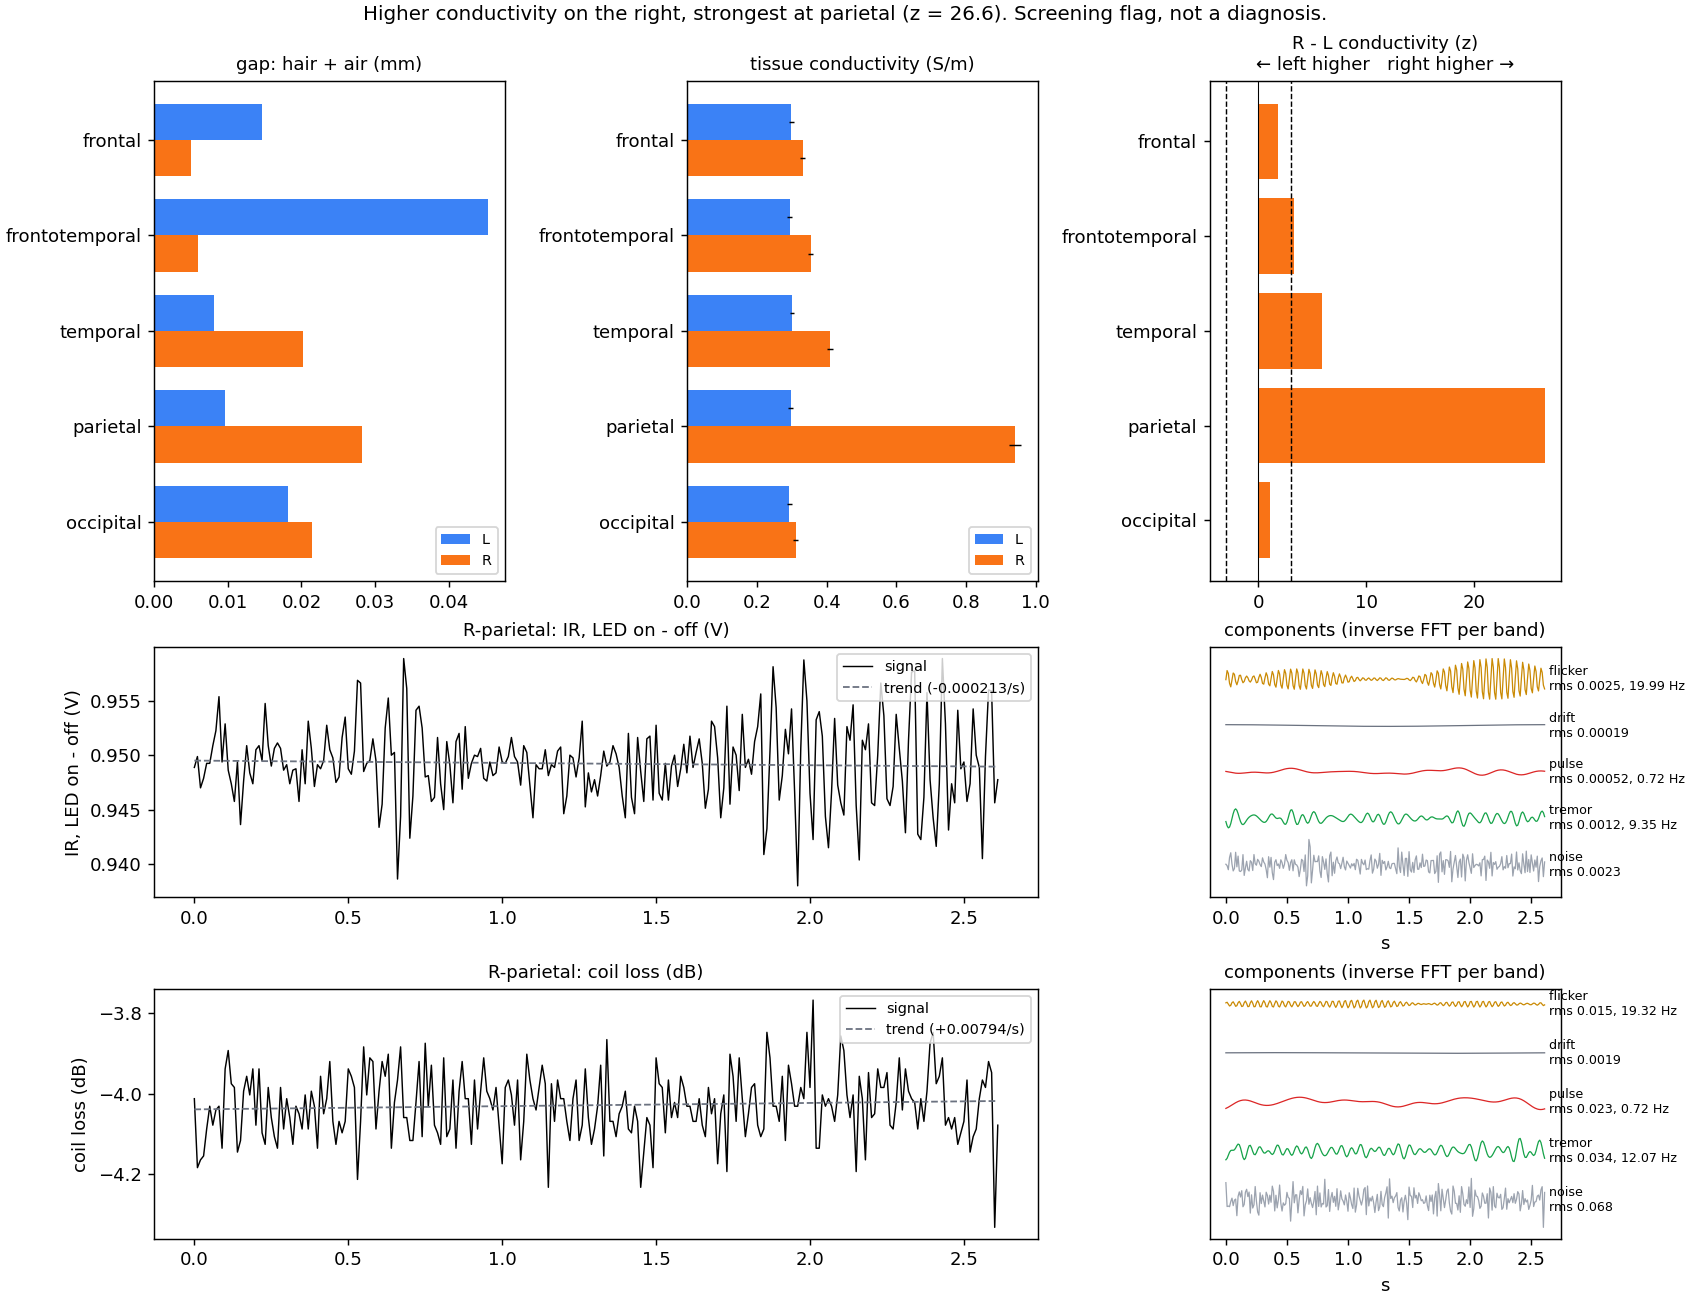 Higher conductivity on the right, strongest at parietal (z = 26.6). Screening flag, not a diagnosis.
gap: hair + air (mm)
frontal
frontotemporal
temporal
parietal
occipital
L
R
0.00 0.01 0.02 0.03 0.04
tissue conductivity (S/m)
frontal
frontotemporal
temporal
parietal
occipital
L
R
0.0 0.2 0.4 0.6 0.8 1.0
R - L conductivity (z)
← left higher right higher →
frontal
frontotemporal
temporal
parietal
occipital
0 10 20
R-parietal: IR, LED on - off (V)
IR, LED on - off (V)
0.955
0.950
0.945
0.940
signal
trend (-0.000213/s)
0.0 0.5 1.0 1.5 2.0 2.5
components (inverse FFT per band)
flicker
rms 0.0025, 19.99 Hz
drift
rms 0.00019
pulse
rms 0.00052, 0.72 Hz
tremor
rms 0.0012, 9.35 Hz
noise
rms 0.0023
0.0 0.5 1.0 1.5 2.0 2.5
s
R-parietal: coil loss (dB)
coil loss (dB)
−3.8
−4.0
−4.2
signal
trend (+0.00794/s)
0.0 0.5 1.0 1.5 2.0 2.5
components (inverse FFT per band)
flicker
rms 0.015, 19.32 Hz
drift
rms 0.0019
pulse
rms 0.023, 0.72 Hz
tremor
rms 0.034, 12.07 Hz
noise
rms 0.068
0.0 0.5 1.0 1.5 2.0 2.5
s